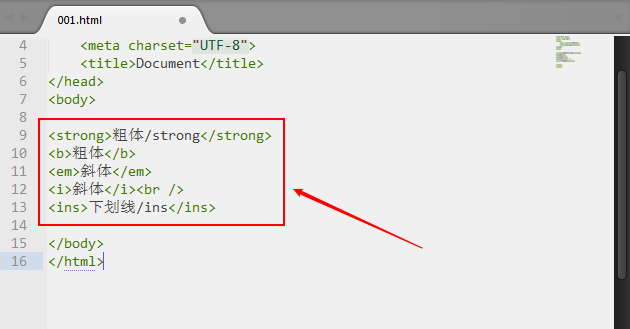 001.html
4 <meta charset="UTF-8">
5 <title>Document</title>
6 </head>
7 <body>
8
9 <strong>粗体/strong</strong>
10 <b>粗体</b>
11 <em>斜体</em>
12 <i>斜体</i><br />
13 <ins>下划线/ins</ins>
14
15 </body>
16 </html>